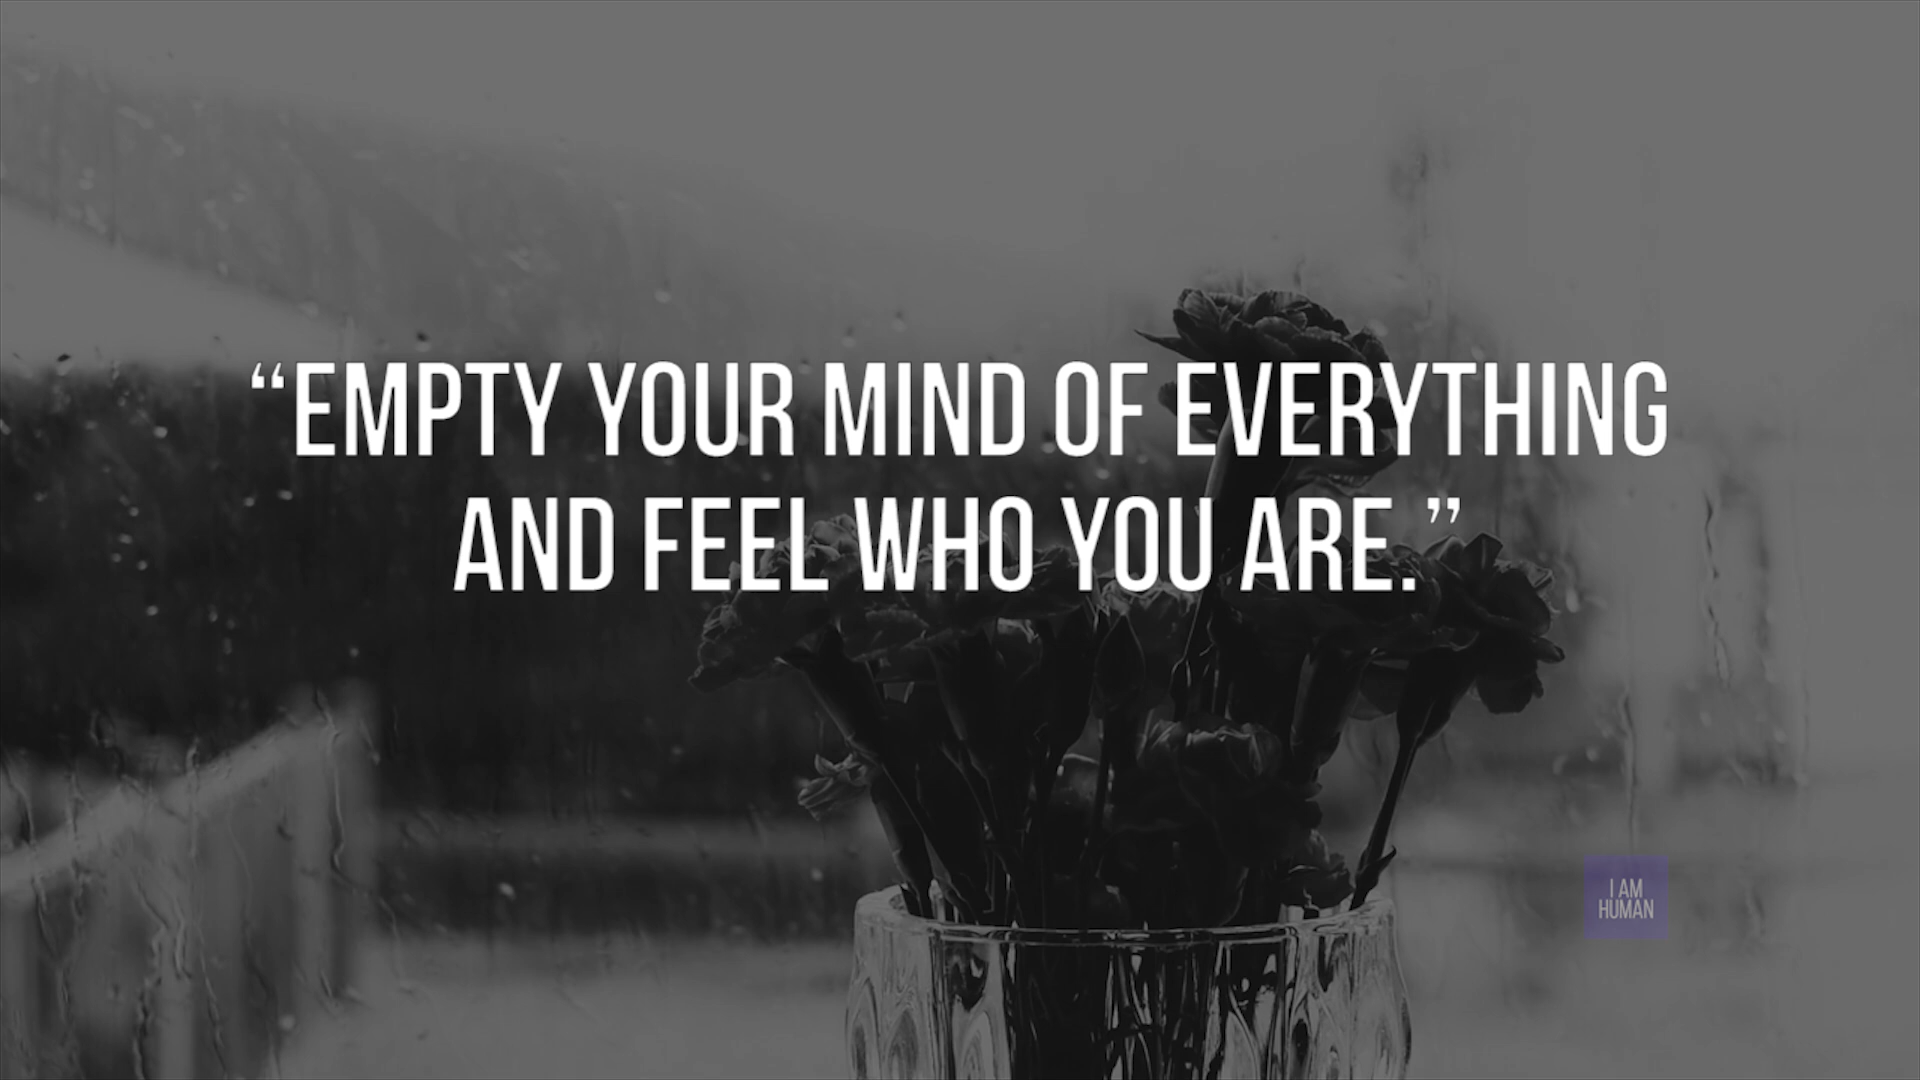 “EMPTY YOUR MIND OF EVERYTHING
AND FEEL WHO YOU ARE.”
I AM
HUMAN